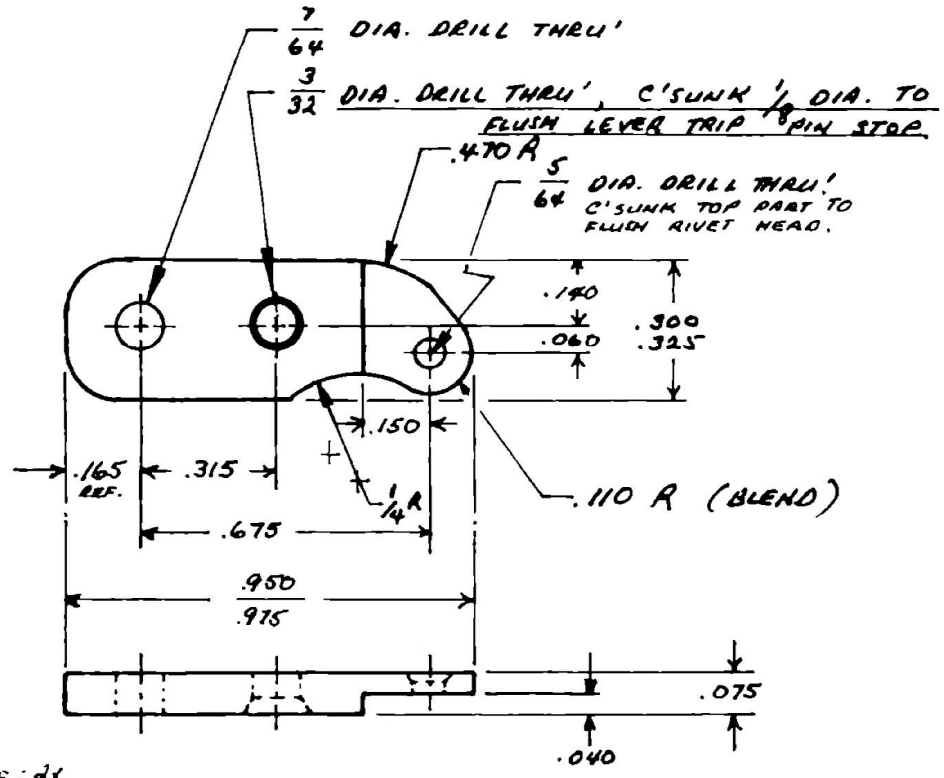 7/64 DIA. DRILL THRU'
3/32 DIA. DRILL THRU', C'SUNK 1/8 DIA. TO
FLUSH LEVER TRIP PIN STOP
.470 R
5/64 DIA. DRILL THRU'
C'SUNK TOP PART TO
FLUSH RIVET HEAD.
.140
.060
.300
.325
.150
.165
REF.
.315
1/4 R
.110 R (BLEND)
.675
.950
.975
.075
.040